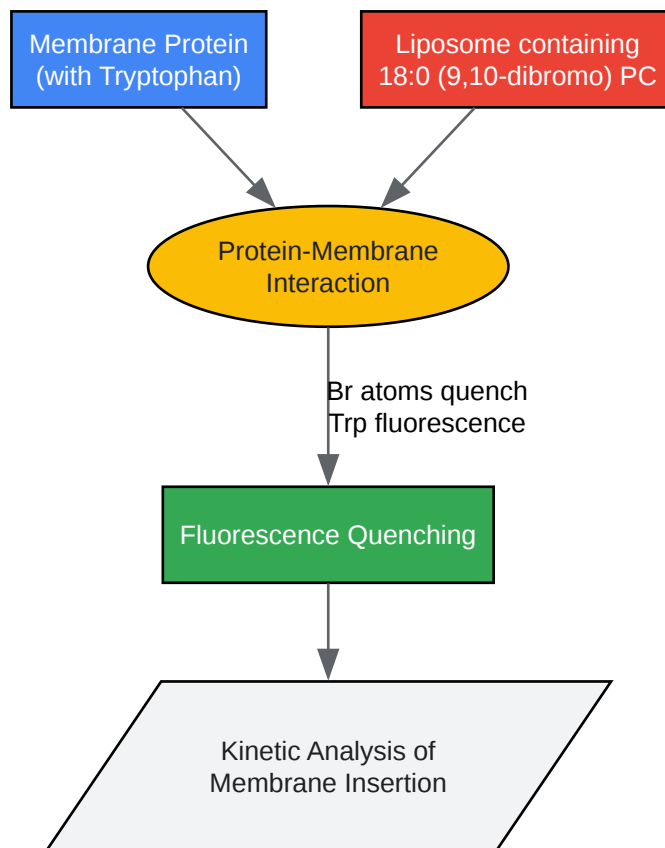 Membrane Protein
(with Tryptophan)
Liposome containing
18:0 (9,10-dibromo) PC
Protein-Membrane
Interaction
Br atoms quench
Trp fluorescence
Fluorescence Quenching
Kinetic Analysis of
Membrane Insertion